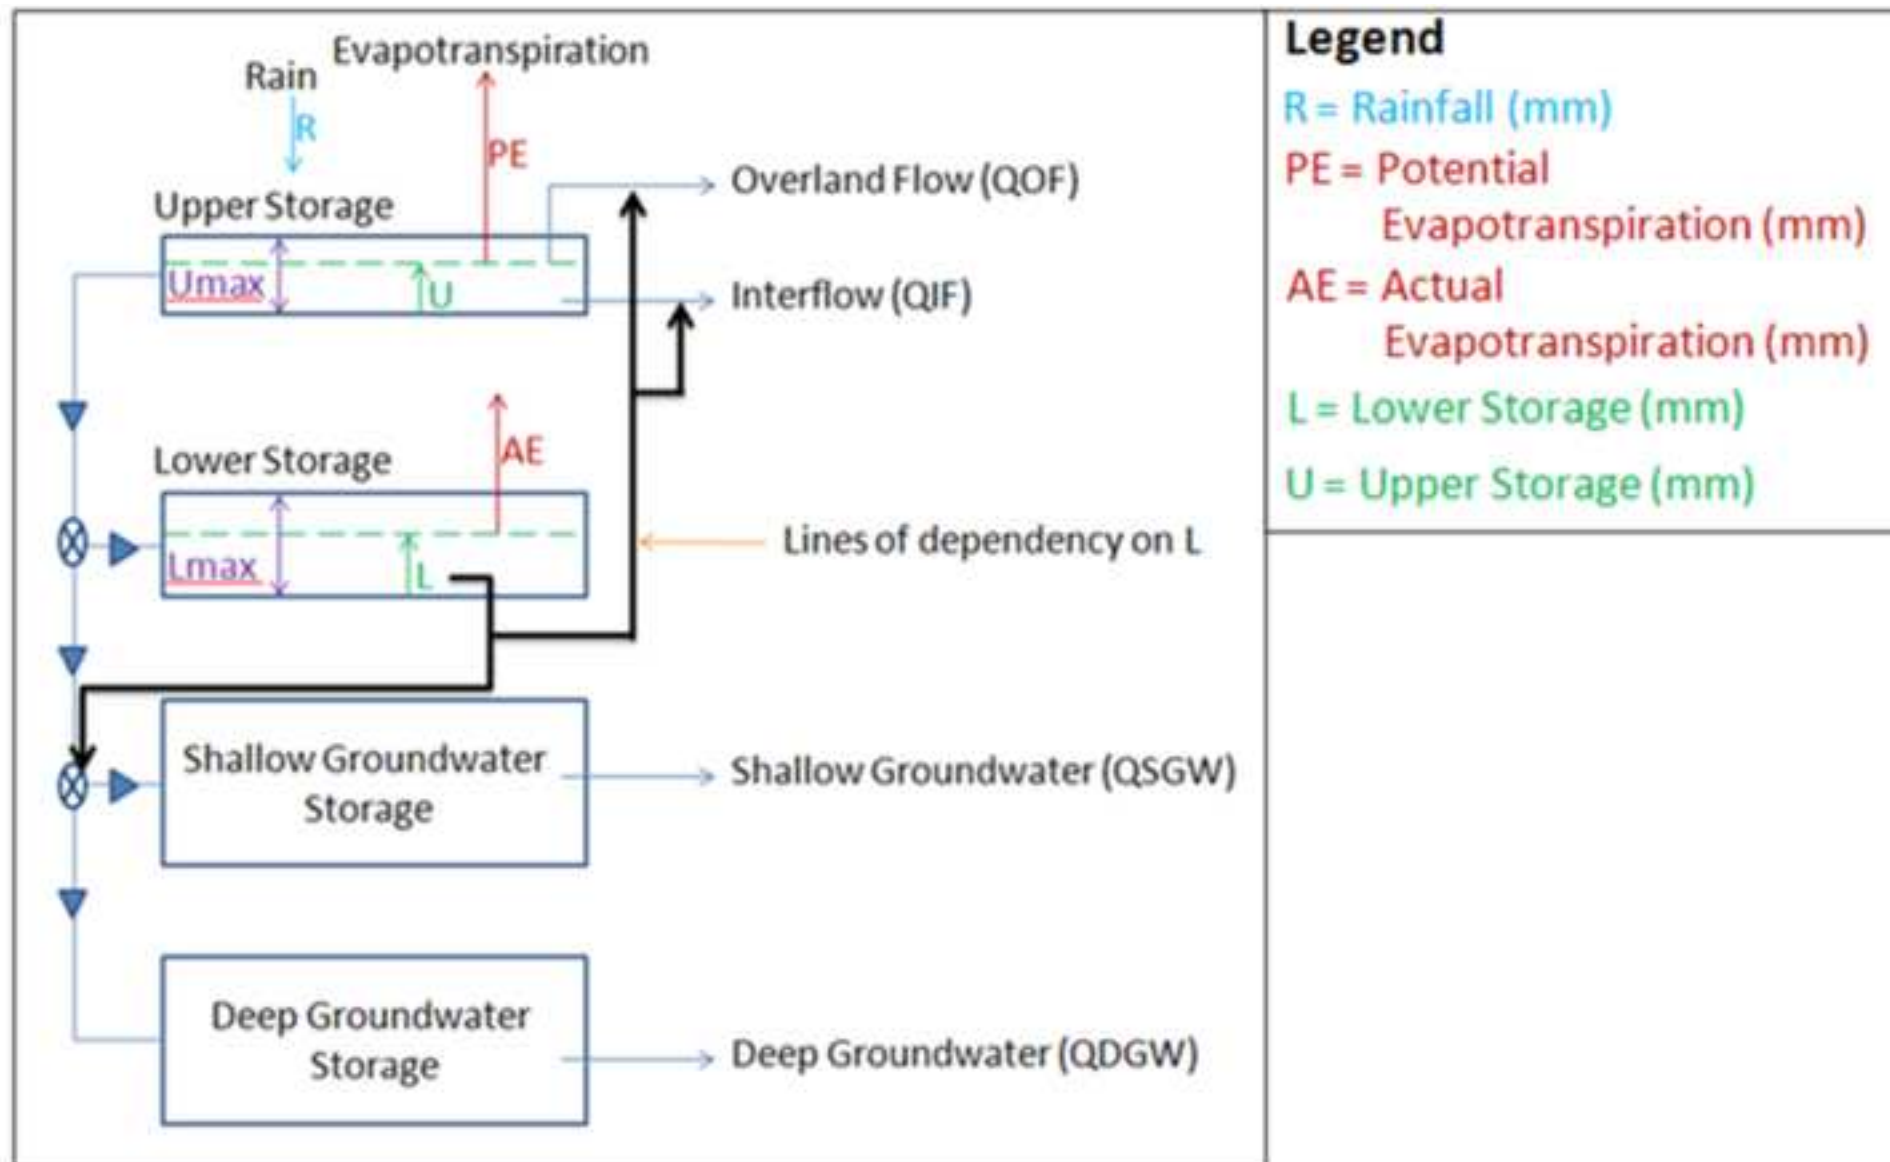 Evapotranspiration
Rain
R
PE
Overland Flow (QOF)
Upper Storage
Umax
U
Interflow (QIF)
AE
Lower Storage
Lines of dependency on L
Lmax
L
Shallow Groundwater
Storage
Shallow Groundwater (QSGW)
Deep Groundwater
Storage
Deep Groundwater (QDGW)
Legend
R = Rainfall (mm)
PE = Potential
Evapotranspiration (mm)
AE = Actual
Evapotranspiration (mm)
L = Lower Storage (mm)
U = Upper Storage (mm)